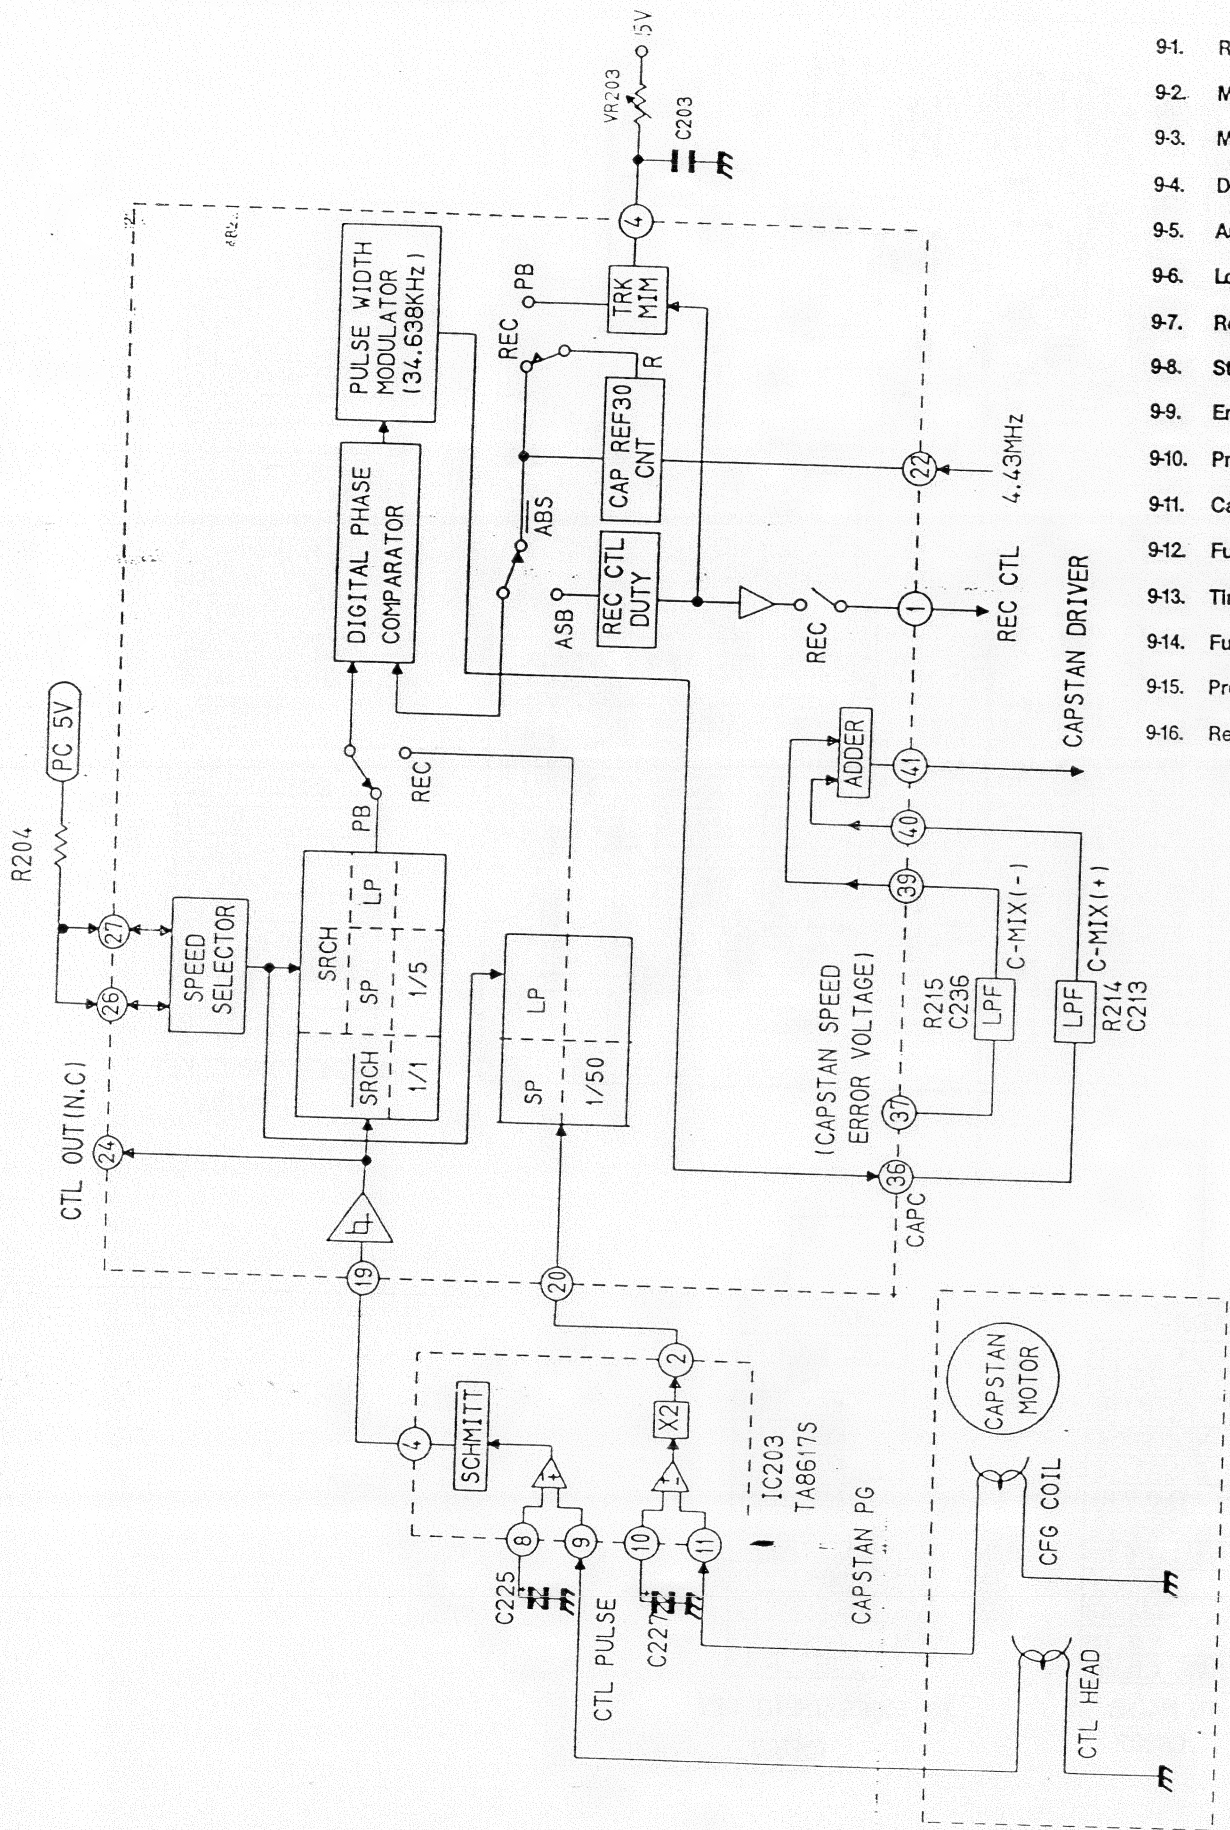 R204
PC 5V
CTL OUT(N.C)
24
26
27
SPEED
SELECTOR
SRCH
SRCH
SP
LP
1/1
1/5
PB
REC
SP
LP
1/50
19
20
DIGITAL PHASE
COMPARATOR
PULSE WIDTH
MODULATOR
(34.638KHz)
ASB
ABS
REC
PB
REC CTL
DUTY
CAP REF30
CNT
R
TRK
MIM
4
VR203
C203
REC
1
REC CTL
22
4.43MHz
(CAPSTAN SPEED
ERROR VOLTAGE)
36
CAPC
37
39
40
41
ADDER
CAPSTAN DRIVER
R215
C236
LPF
C-MIX(-)
LPF
C-MIX(+)
R214
C213
4
SCHMITT
8
9
10
11
C225
CTL PULSE
C227
X2
2
IC203
TA8617S
CAPSTAN PG
CAPSTAN
MOTOR
CFG COIL
CTL HEAD
9-1.
9-2.
9-3.
9-4.
9-5.
9-6.
9-7.
9-8.
9-9.
9-10.
9-11.
9-12.
9-13.
9-14.
9-15.
9-16.